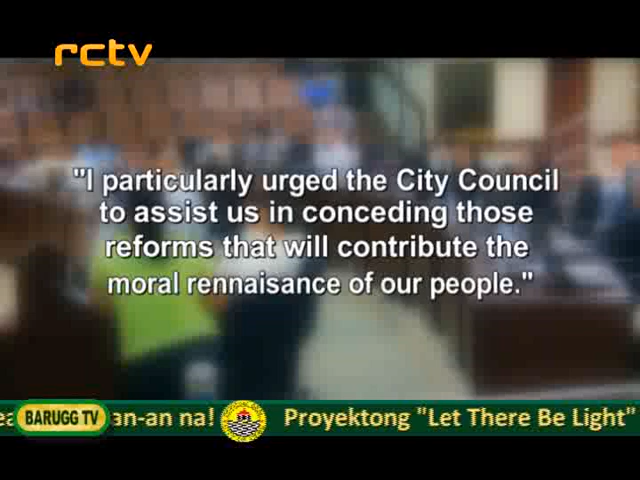 rctv
"I particularly urged the City Council
to assist us in conceding those
reforms that will contribute the
moral rennaisance of our people."
BARUGG TV an-an na! Proyektong "Let There Be Light"